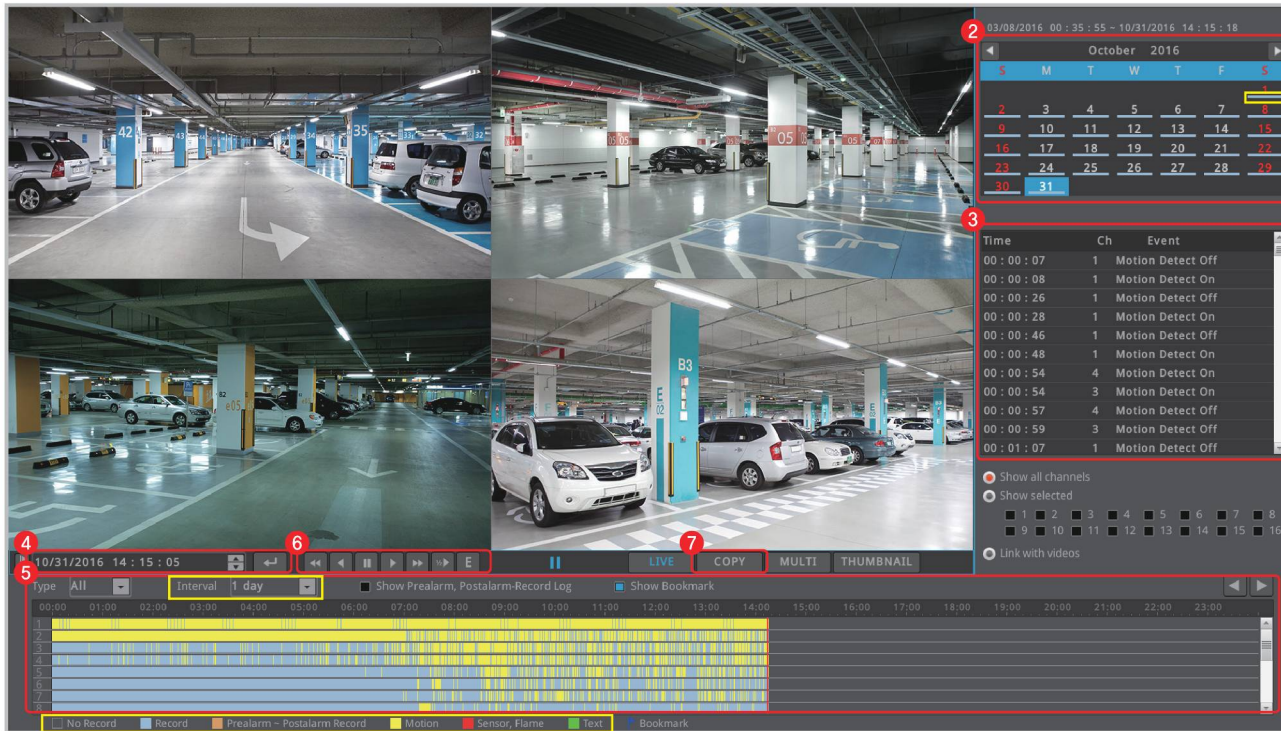 42
43
34
35
33
32
05 05
05
05
05
07
2
03/08/2016 00 : 35 : 55 ~ 10/31/2016 14 : 15 : 18
October 2016
S M T W T F S
1
2 3 4 5 6 7 8
9 10 11 12 13 14 15
16 17 18 19 20 21 22
23 24 25 26 27 28 29
30 31
3
Time Ch Event
00 : 00 : 07 1 Motion Detect Off
00 : 00 : 08 1 Motion Detect On
00 : 00 : 26 1 Motion Detect Off
00 : 00 : 28 1 Motion Detect On
00 : 00 : 46 1 Motion Detect Off
00 : 00 : 48 1 Motion Detect On
00 : 00 : 54 4 Motion Detect On
00 : 00 : 54 3 Motion Detect On
00 : 00 : 57 4 Motion Detect Off
00 : 00 : 59 3 Motion Detect Off
00 : 01 : 07 1 Motion Detect Off
B2
e05
B3
E
02
Show all channels
Show selected
1 2 3 4 5 6 7 8
9 10 11 12 13 14 15 16
Link with videos
4
10/31/2016 14 : 15 : 05
6
E
LIVE
7
COPY
MULTI
THUMBNAIL
5
Type All Interval 1 day Show Prealarm, Postalarm-Record Log Show Bookmark
00:00 01:00 02:00 03:00 04:00 05:00 06:00 07:00 08:00 09:00 10:00 11:00 12:00 13:00 14:00 15:00 16:00 17:00 18:00 19:00 20:00 21:00 22:00 23:00
1
2
3
4
5
6
7
8
No Record Record Prealarm ~ Postalarm Record Motion Sensor, Flame Text Bookmark